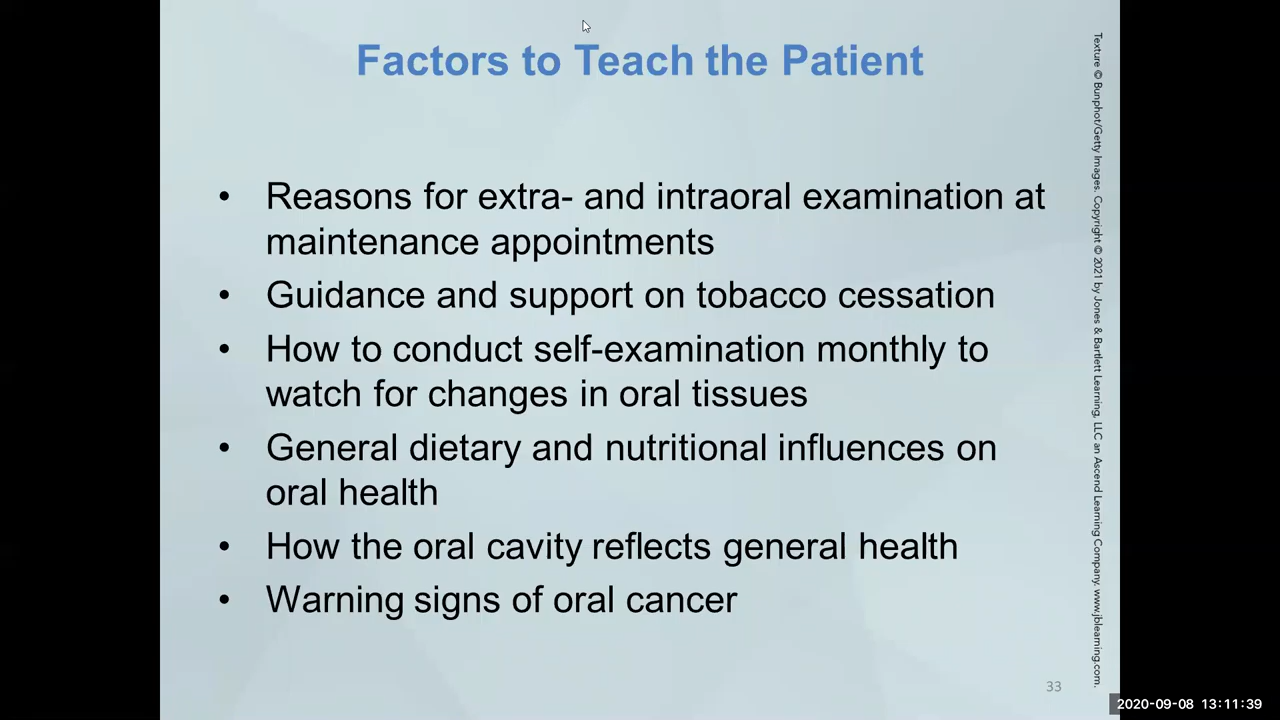 Factors to Teach the Patient
• Reasons for extra- and intraoral examination at
maintenance appointments
• Guidance and support on tobacco cessation
• How to conduct self-examination monthly to
watch for changes in oral tissues
• General dietary and nutritional influences on
oral health
• How the oral cavity reflects general health
• Warning signs of oral cancer
Texture © Bunphot/Getty Images. Copyright © 2021 by Jones & Bartlett Learning, LLC an Ascend Learning Company. www.jblearning.com.
33
2020-09-08 13:11:39